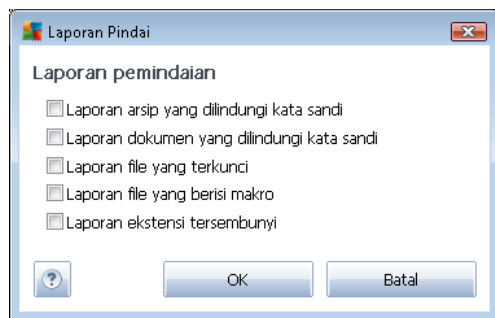 Laporan Pindai
Laporan pemindaian
Laporan arsip yang dilindungi kata sandi
Laporan dokumen yang dilindungi kata sandi
Laporan file yang terkunci
Laporan file yang berisi makro
Laporan ekstensi tersembunyi
?
OK
Batal